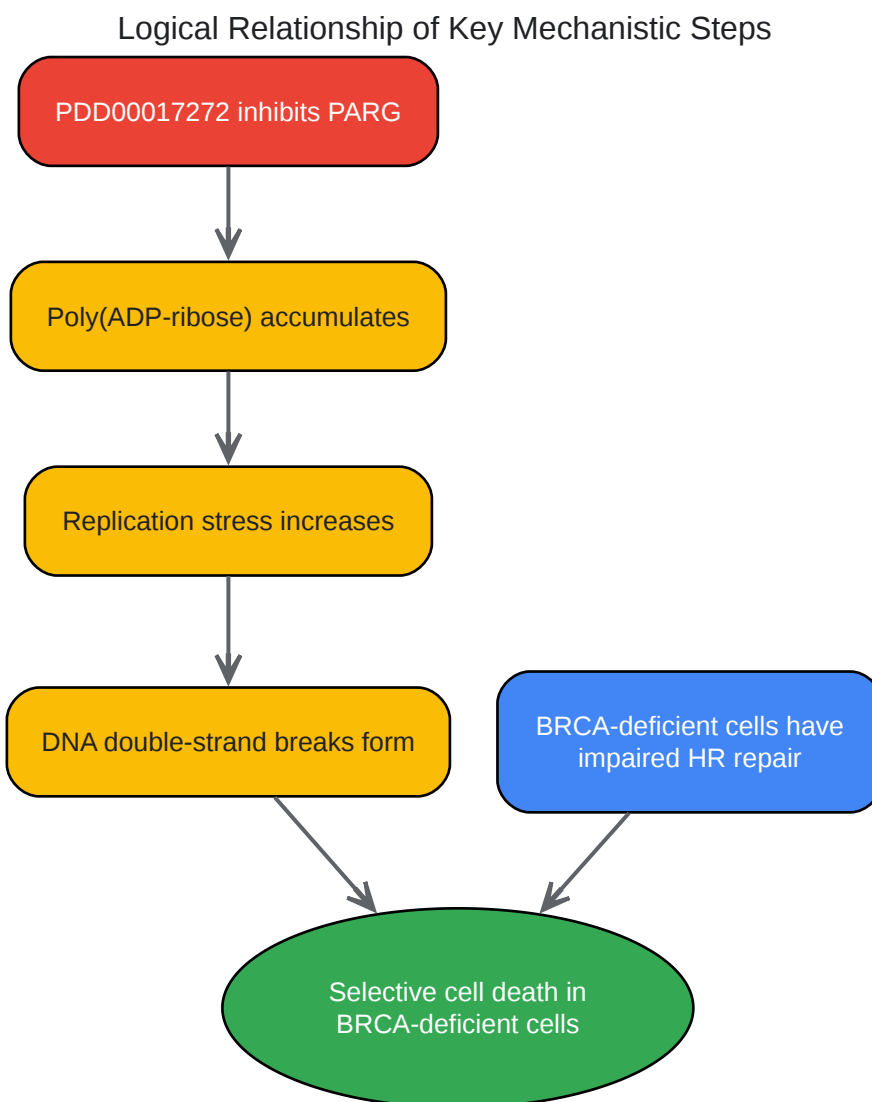 Logical Relationship of Key Mechanistic Steps
PDD00017272 inhibits PARG
Poly(ADP-ribose) accumulates
Replication stress increases
DNA double-strand breaks form
BRCA-deficient cells have
impaired HR repair
Selective cell death in
BRCA-deficient cells